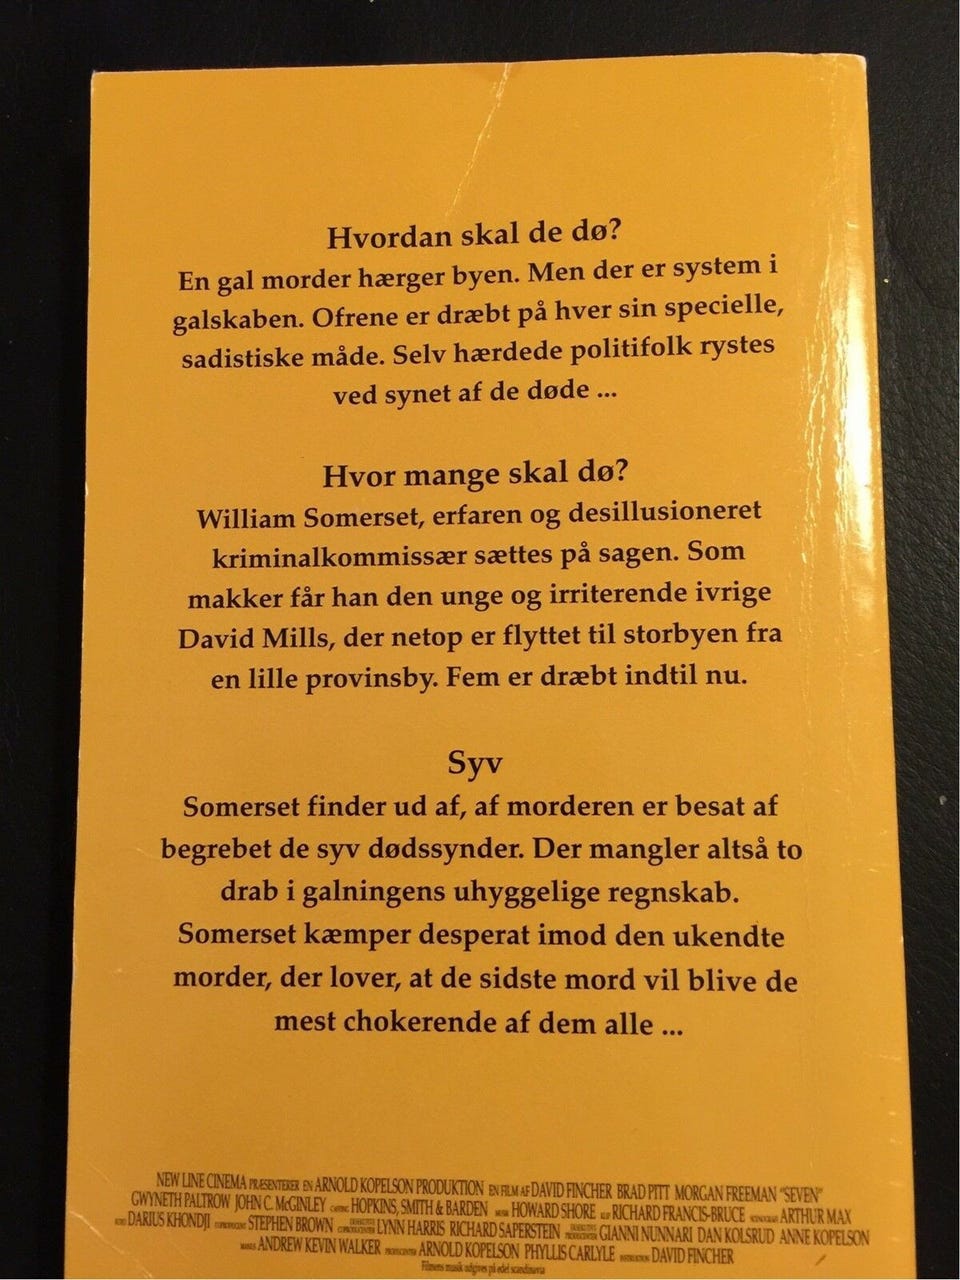 Hvordan skal de dø?
En gal morder hærger byen. Men der er system i
galskaben. Ofrene er dræbt på hver sin specielle,
sadistiske måde. Selv hærdede politifolk rystes
ved synet af de døde ...
Hvor mange skal dø?
William Somerset, erfaren og desillusioneret
kriminalkommissær sættes på sagen. Som
makker får han den unge og irriterende ivrige
David Mills, der netop er flyttet til storbyen fra
en lille provinsby. Fem er dræbt indtil nu.
Syv
Somerset finder ud af, af morderen er besat af
begrebet de syv dødssynder. Der mangler altså to
drab i galningens uhyggelige regnskab.
Somerset kæmper desperat imod den ukendte
morder, der lover, at de sidste mord vil blive de
mest chokerende af dem alle ...
NEW LINE CINEMA PRÆSENTERER EN ARNOLD KOPELSON PRODUKTION EN FILM AF DAVID FINCHER BRAD PITT MORGAN FREEMAN "SEVEN"
GWYNETH PALTROW JOHN C. McGINLEY HOPKINS, SMITH & BARDEN HOWARD SHORE RICHARD FRANCIS-BRUCE ARTHUR MAX
DARIUS KHONDJI STEPHEN BROWN LYNN HARRIS RICHARD SAPERSTEIN GIANNI NUNNARI DAN KOLSRUD ANNE KOPELSON
ANDREW KEVIN WALKER ARNOLD KOPELSON PHYLLIS CARLYLE DAVID FINCHER
Filmens musik udgives på edel scandinavia